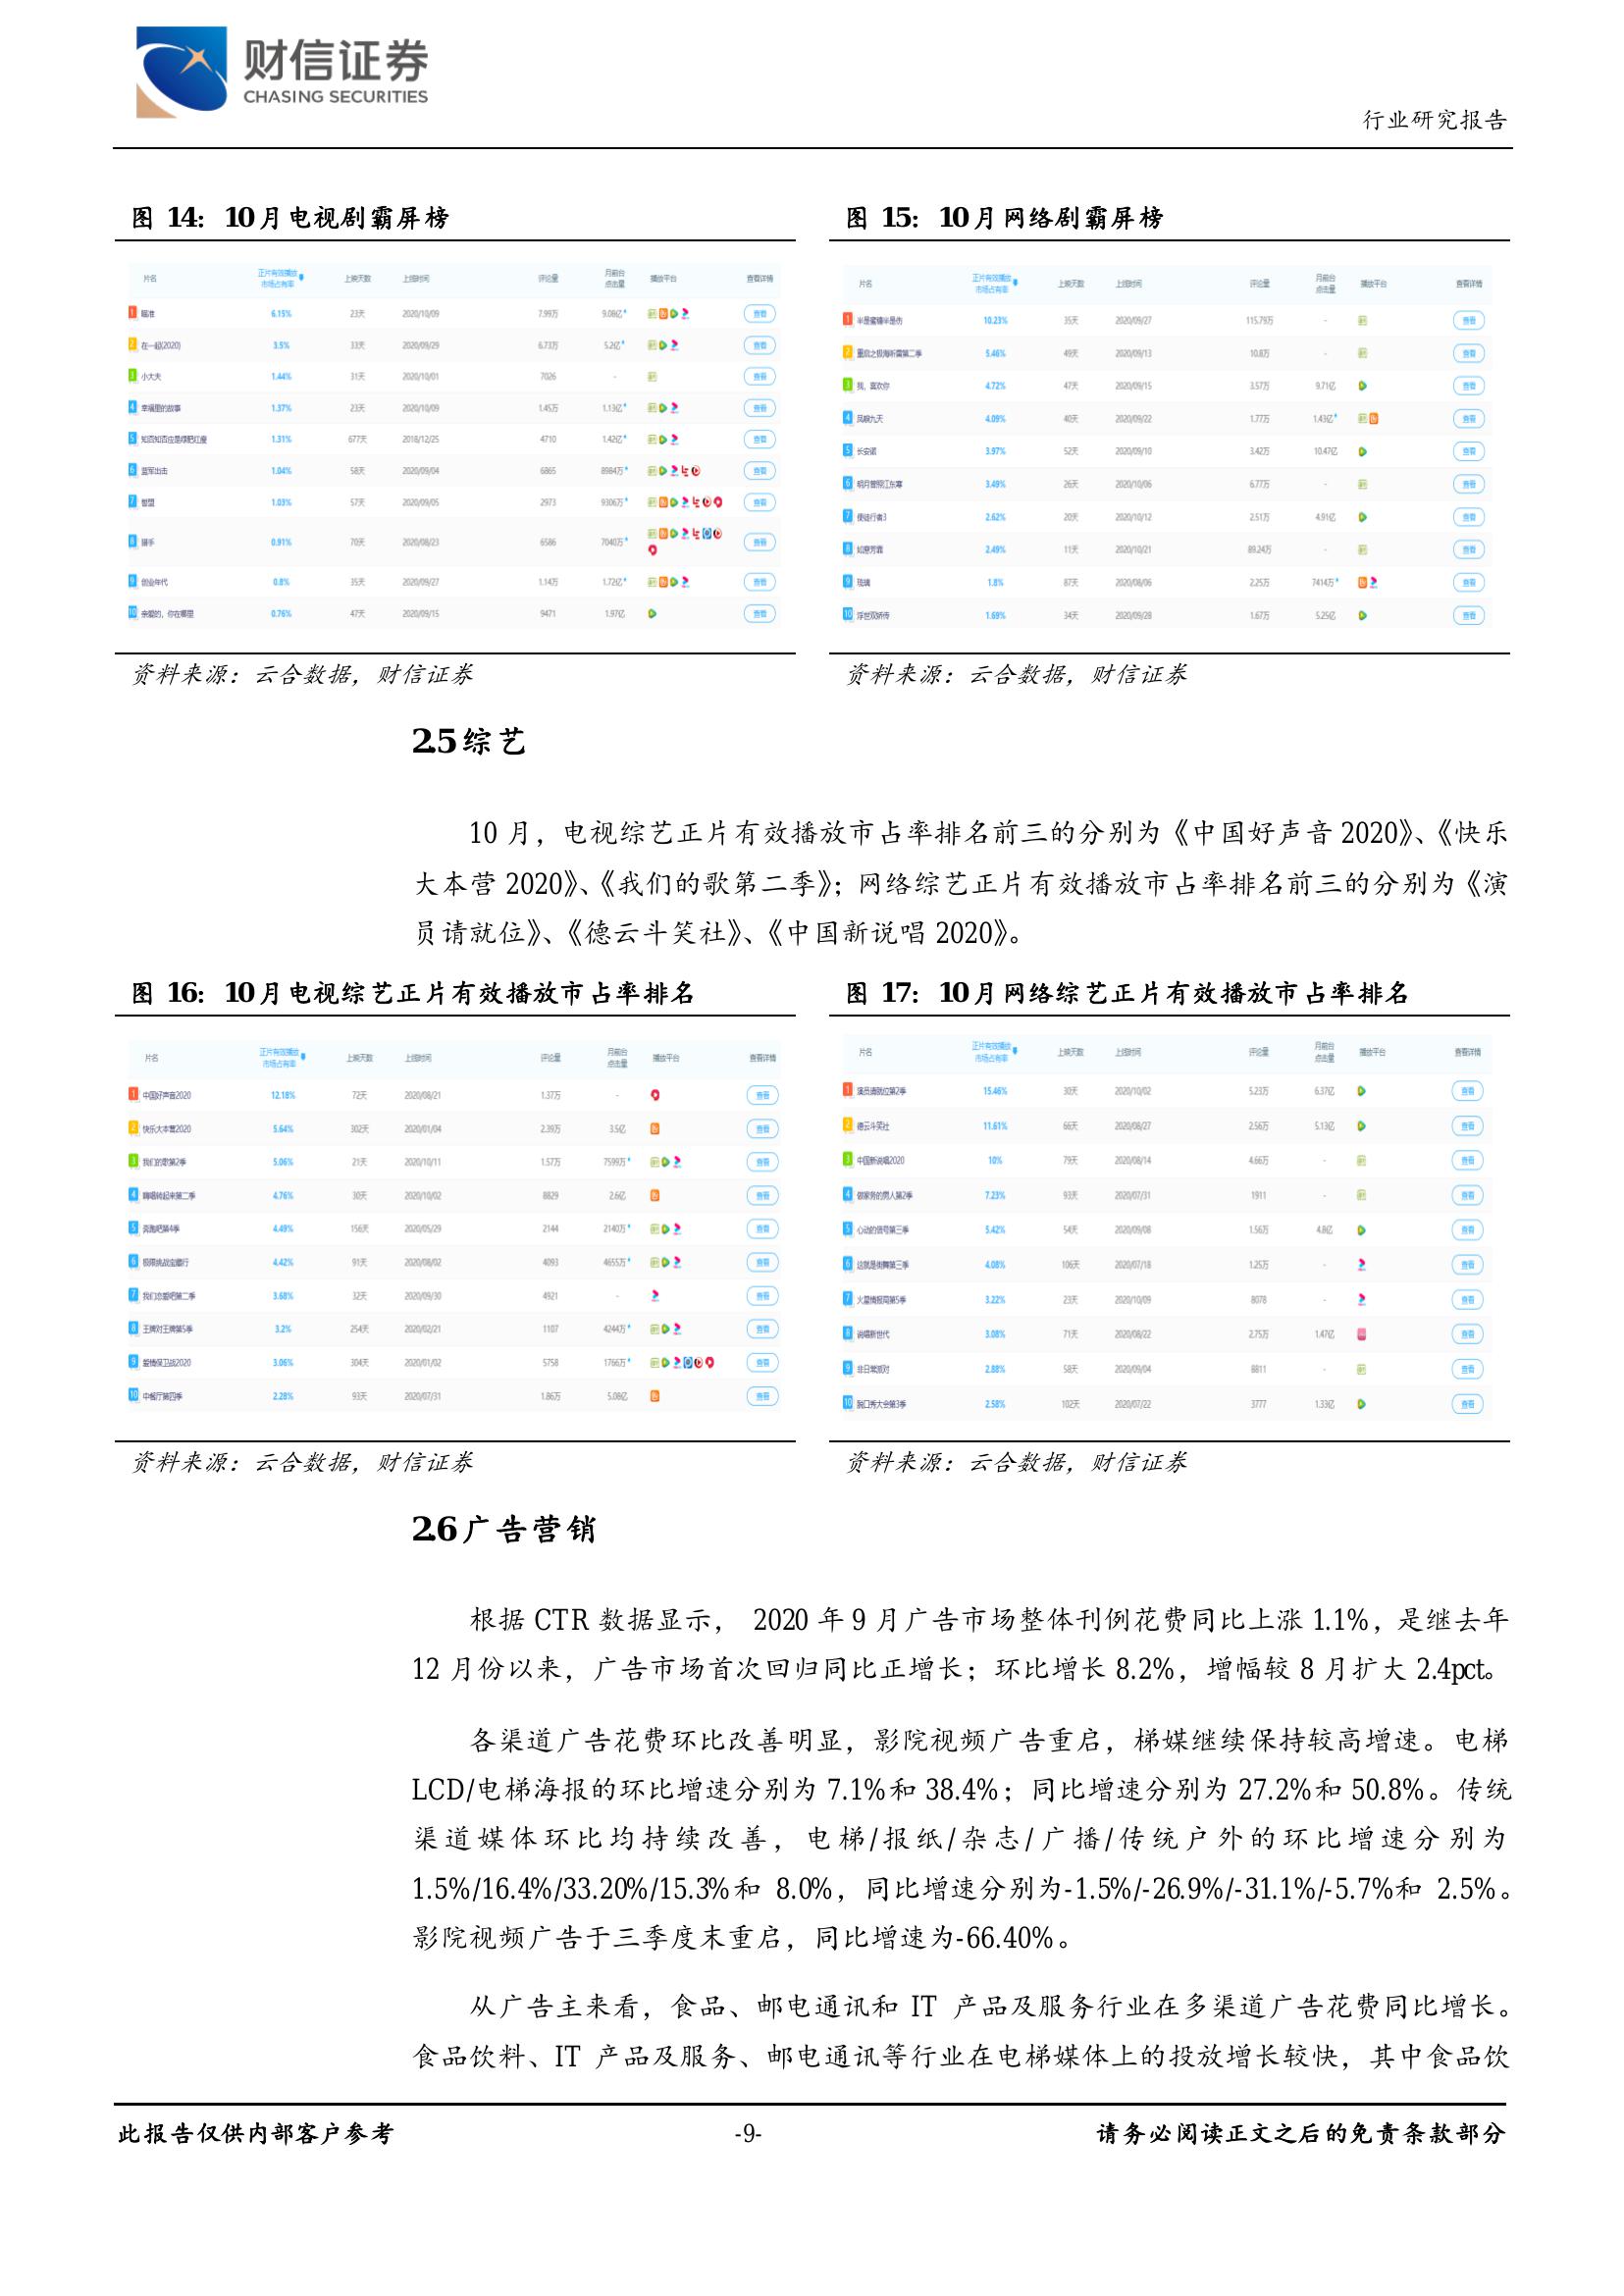 财信证券
CHASING SECURITIES
行业研究报告
图 14：10 月电视剧霸屏榜
片名 正片有效播放市场占有率 上映天数 上线时间 评论量 月前台点击量 播放平台 查看详情
1 瞄准 6.15% 23天 2020/10/09 7.99万 9.08亿 查看
2 在一起(2020) 3.5% 33天 2020/09/29 6.73万 5.2亿 查看
3 小大夫 1.44% 31天 2020/10/01 7026 - 查看
4 幸福里的故事 1.37% 23天 2020/10/09 1.45万 1.13亿 查看
5 知否知否应是绿肥红瘦 1.31% 677天 2018/12/25 4710 1.42亿 查看
6 蓝军出击 1.04% 58天 2020/09/04 6865 8984万 查看
7 智盟 1.03% 57天 2020/09/05 2973 9306万 查看
8 猎手 0.91% 70天 2020/08/23 6586 7040万 查看
9 创业年代 0.8% 35天 2020/09/27 1.14万 1.72亿 查看
10 亲爱的，你在哪里 0.76% 47天 2020/09/15 9471 1.97亿 查看
资料来源：云合数据，财信证券
图 15：10 月网络剧霸屏榜
片名 正片有效播放市场占有率 上映天数 上线时间 评论量 月前台点击量 播放平台 查看详情
1 半是蜜糖半是伤 10.23% 35天 2020/09/27 115.79万 - 查看
2 重启之极海听雷第二季 5.46% 49天 2020/09/13 10.8万 - 查看
3 我，喜欢你 4.72% 47天 2020/09/15 3.57万 9.71亿 查看
4 凤唳九天 4.09% 40天 2020/09/22 1.77万 1.43亿 查看
5 长安诺 3.97% 52天 2020/09/10 3.42万 10.47亿 查看
6 明月曾照江东寒 3.49% 26天 2020/10/06 6.77万 - 查看
7 使徒行者3 2.62% 20天 2020/10/12 2.51万 4.91亿 查看
8 如意芳霏 2.49% 11天 2020/10/21 89.24万 - 查看
9 琉璃 1.8% 87天 2020/08/06 2.25万 7414万 查看
10 浮世双娇传 1.69% 34天 2020/09/28 1.67万 5.25亿 查看
资料来源：云合数据，财信证券
2.5 综艺
10 月，电视综艺正片有效播放市占率排名前三的分别为《中国好声音 2020》、《快乐
大本营 2020》、《我们的歌第二季》；网络综艺正片有效播放市占率排名前三的分别为《演
员请就位》、《德云斗笑社》、《中国新说唱 2020》。
图 16：10 月电视综艺正片有效播放市占率排名
片名 正片有效播放市场占有率 上映天数 上线时间 评论量 月前台点击量 播放平台 查看详情
1 中国好声音2020 12.18% 72天 2020/08/21 1.37万 - 查看
2 快乐大本营2020 5.64% 302天 2020/01/04 2.39万 3.5亿 查看
3 我们的歌第2季 5.06% 21天 2020/10/11 1.57万 7599万 查看
4 嗨唱转起来第二季 4.76% 30天 2020/10/02 8829 2.6亿 查看
5 奔跑吧第4季 4.49% 156天 2020/05/29 2144 2140万 查看
6 极限挑战宝藏行 4.42% 91天 2020/08/02 4093 4655万 查看
7 我们恋爱吧第二季 3.68% 32天 2020/09/30 4921 - 查看
8 王牌对王牌第5季 3.2% 254天 2020/02/21 1107 4244万 查看
9 爱情保卫战2020 3.06% 304天 2020/01/02 5758 1766万 查看
10 中餐厅第四季 2.28% 93天 2020/07/31 1.86万 5.08亿 查看
资料来源：云合数据，财信证券
图 17：10 月网络综艺正片有效播放市占率排名
片名 正片有效播放市场占有率 上映天数 上线时间 评论量 月前台点击量 播放平台 查看详情
1 演员请就位第2季 15.46% 30天 2020/10/02 5.23万 6.37亿 查看
2 德云斗笑社 11.61% 66天 2020/08/27 2.56万 5.13亿 查看
3 中国新说唱2020 10% 79天 2020/08/14 4.66万 - 查看
4 做家务的男人第2季 7.23% 93天 2020/07/31 1911 - 查看
5 心动的信号第三季 5.42% 54天 2020/09/08 1.56万 4.8亿 查看
6 这就是街舞第三季 4.08% 106天 2020/07/18 1.25万 - 查看
7 火星情报局第5季 3.22% 23天 2020/10/09 8078 - 查看
8 说唱新世代 3.08% 71天 2020/08/22 2.75万 1.47亿 查看
9 非日常派对 2.88% 58天 2020/09/04 6811 - 查看
10 脱口秀大会第3季 2.58% 102天 2020/07/22 3777 1.33亿 查看
资料来源：云合数据，财信证券
2.6 广告营销
根据 CTR 数据显示， 2020 年 9 月广告市场整体刊例花费同比上涨 1.1%，是继去年
12 月份以来，广告市场首次回归同比正增长；环比增长 8.2%，增幅较 8 月扩大 2.4pct。
各渠道广告花费环比改善明显，影院视频广告重启，梯媒继续保持较高增速。电梯
LCD/电梯海报的环比增速分别为 7.1%和 38.4%；同比增速分别为 27.2%和 50.8%。传统
渠道媒体环比均持续改善，电梯/报纸/杂志/广播/传统户外的环比增速分别为
1.5%/16.4%/33.20%/15.3%和 8.0%，同比增速分别为-1.5%/-26.9%/-31.1%/-5.7%和 2.5%。
影院视频广告于三季度末重启，同比增速为-66.40%。
从广告主来看，食品、邮电通讯和 IT 产品及服务行业在多渠道广告花费同比增长。
食品饮料、IT 产品及服务、邮电通讯等行业在电梯媒体上的投放增长较快，其中食品饮
此报告仅供内部客户参考
-9-
请务必阅读正文之后的免责条款部分